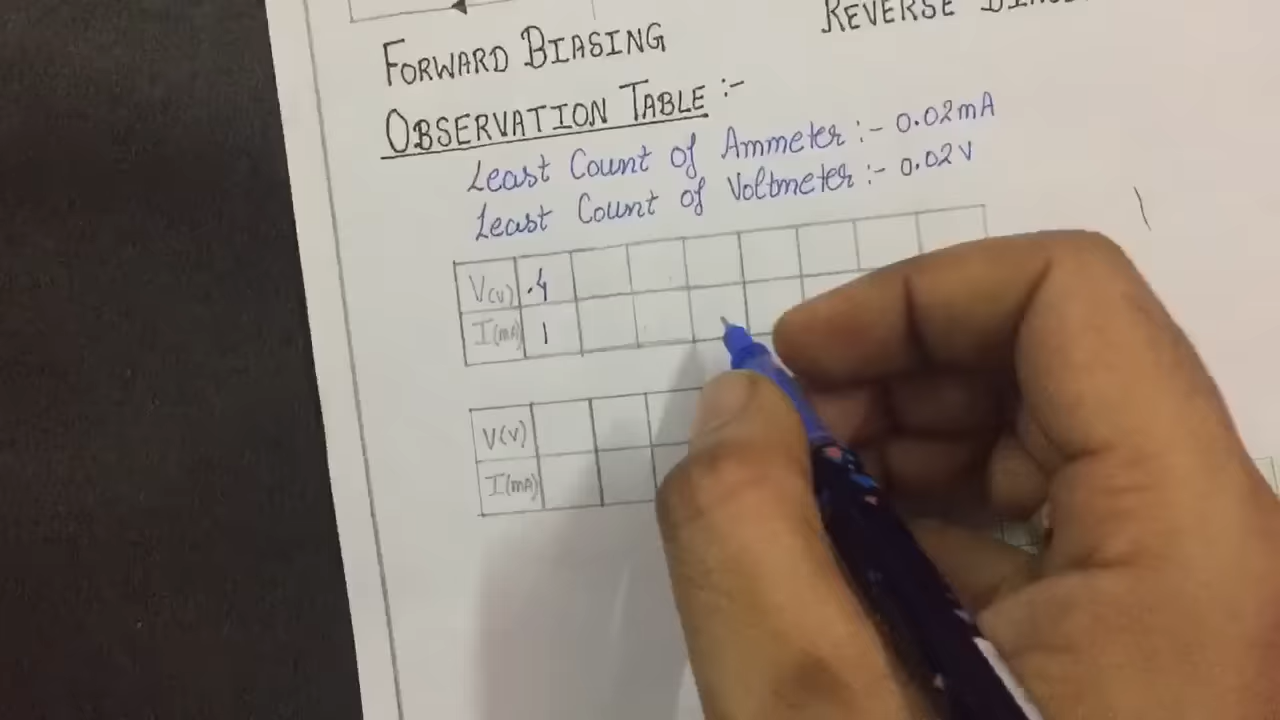 FORWARD BIASING
REVERSE
OBSERVATION TABLE :-
Least Count of Ammeter :- 0.02mA
Least Count of Voltmeter :- 0.02V
V(V) .4
I(mA) 1
V(V)
I(mA)